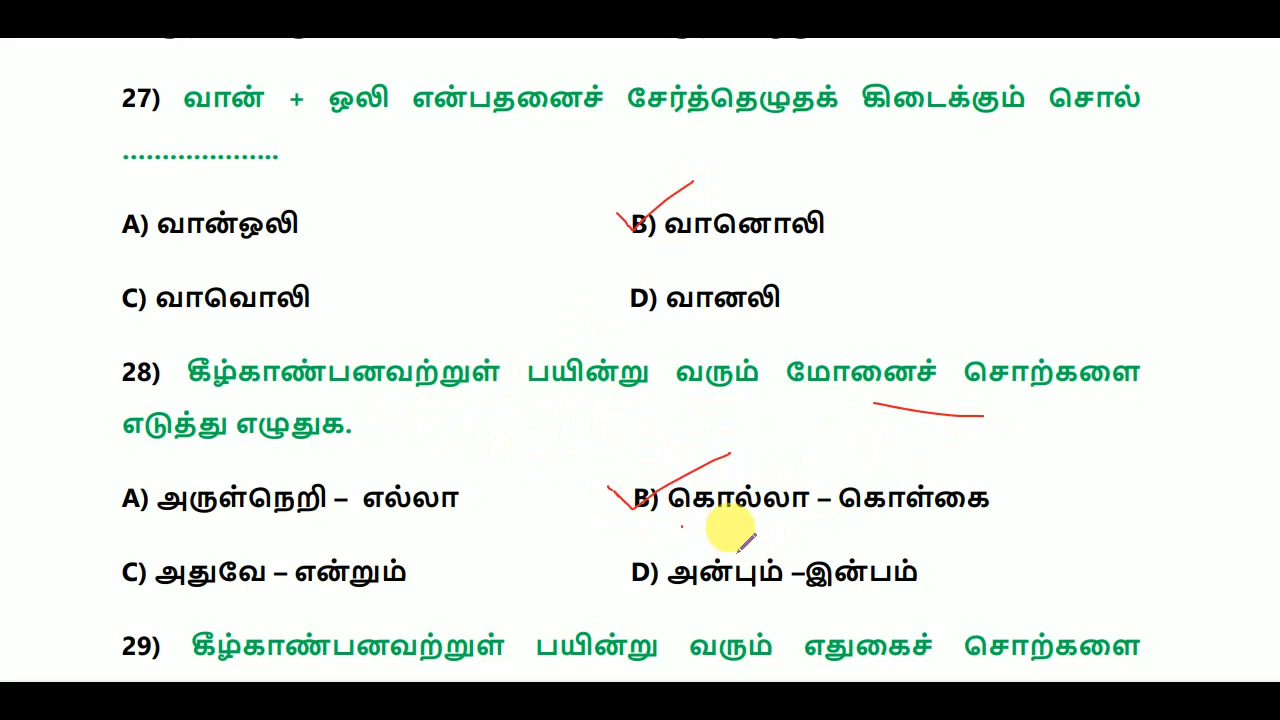 27) வான் + ஒலி என்பதனைச் சேர்த்தெழுதக் கிடைக்கும் சொல்
.....................
A) வான்ஒலி B) வானொலி
C) வாவொலி D) வானலி
28) கீழ்காண்பனவற்றுள் பயின்று வரும் மோனைச் சொற்களை
எடுத்து எழுதுக.
A) அருள்நெறி – எல்லா B) கொல்லா – கொள்கை
C) அதுவே – என்றும் D) அன்பும் –இன்பம்
29) கீழ்காண்பனவற்றுள் பயின்று வரும் எதுகைச் சொற்களை